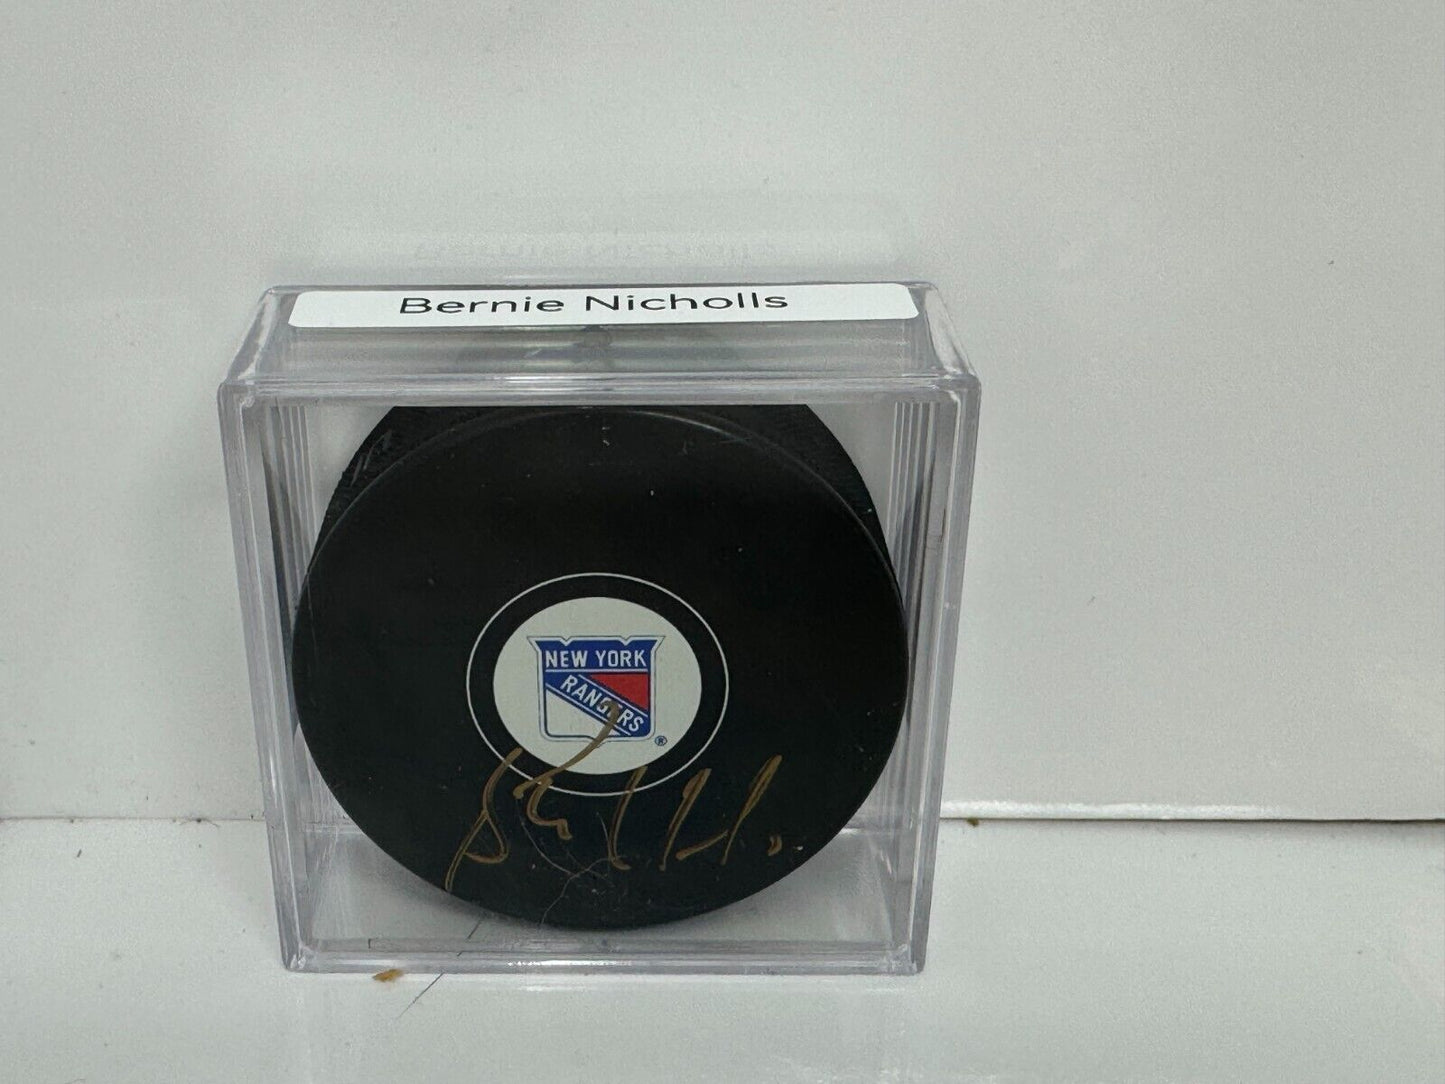 Bernie Nicholls
NEW YORK
RANGERS
®